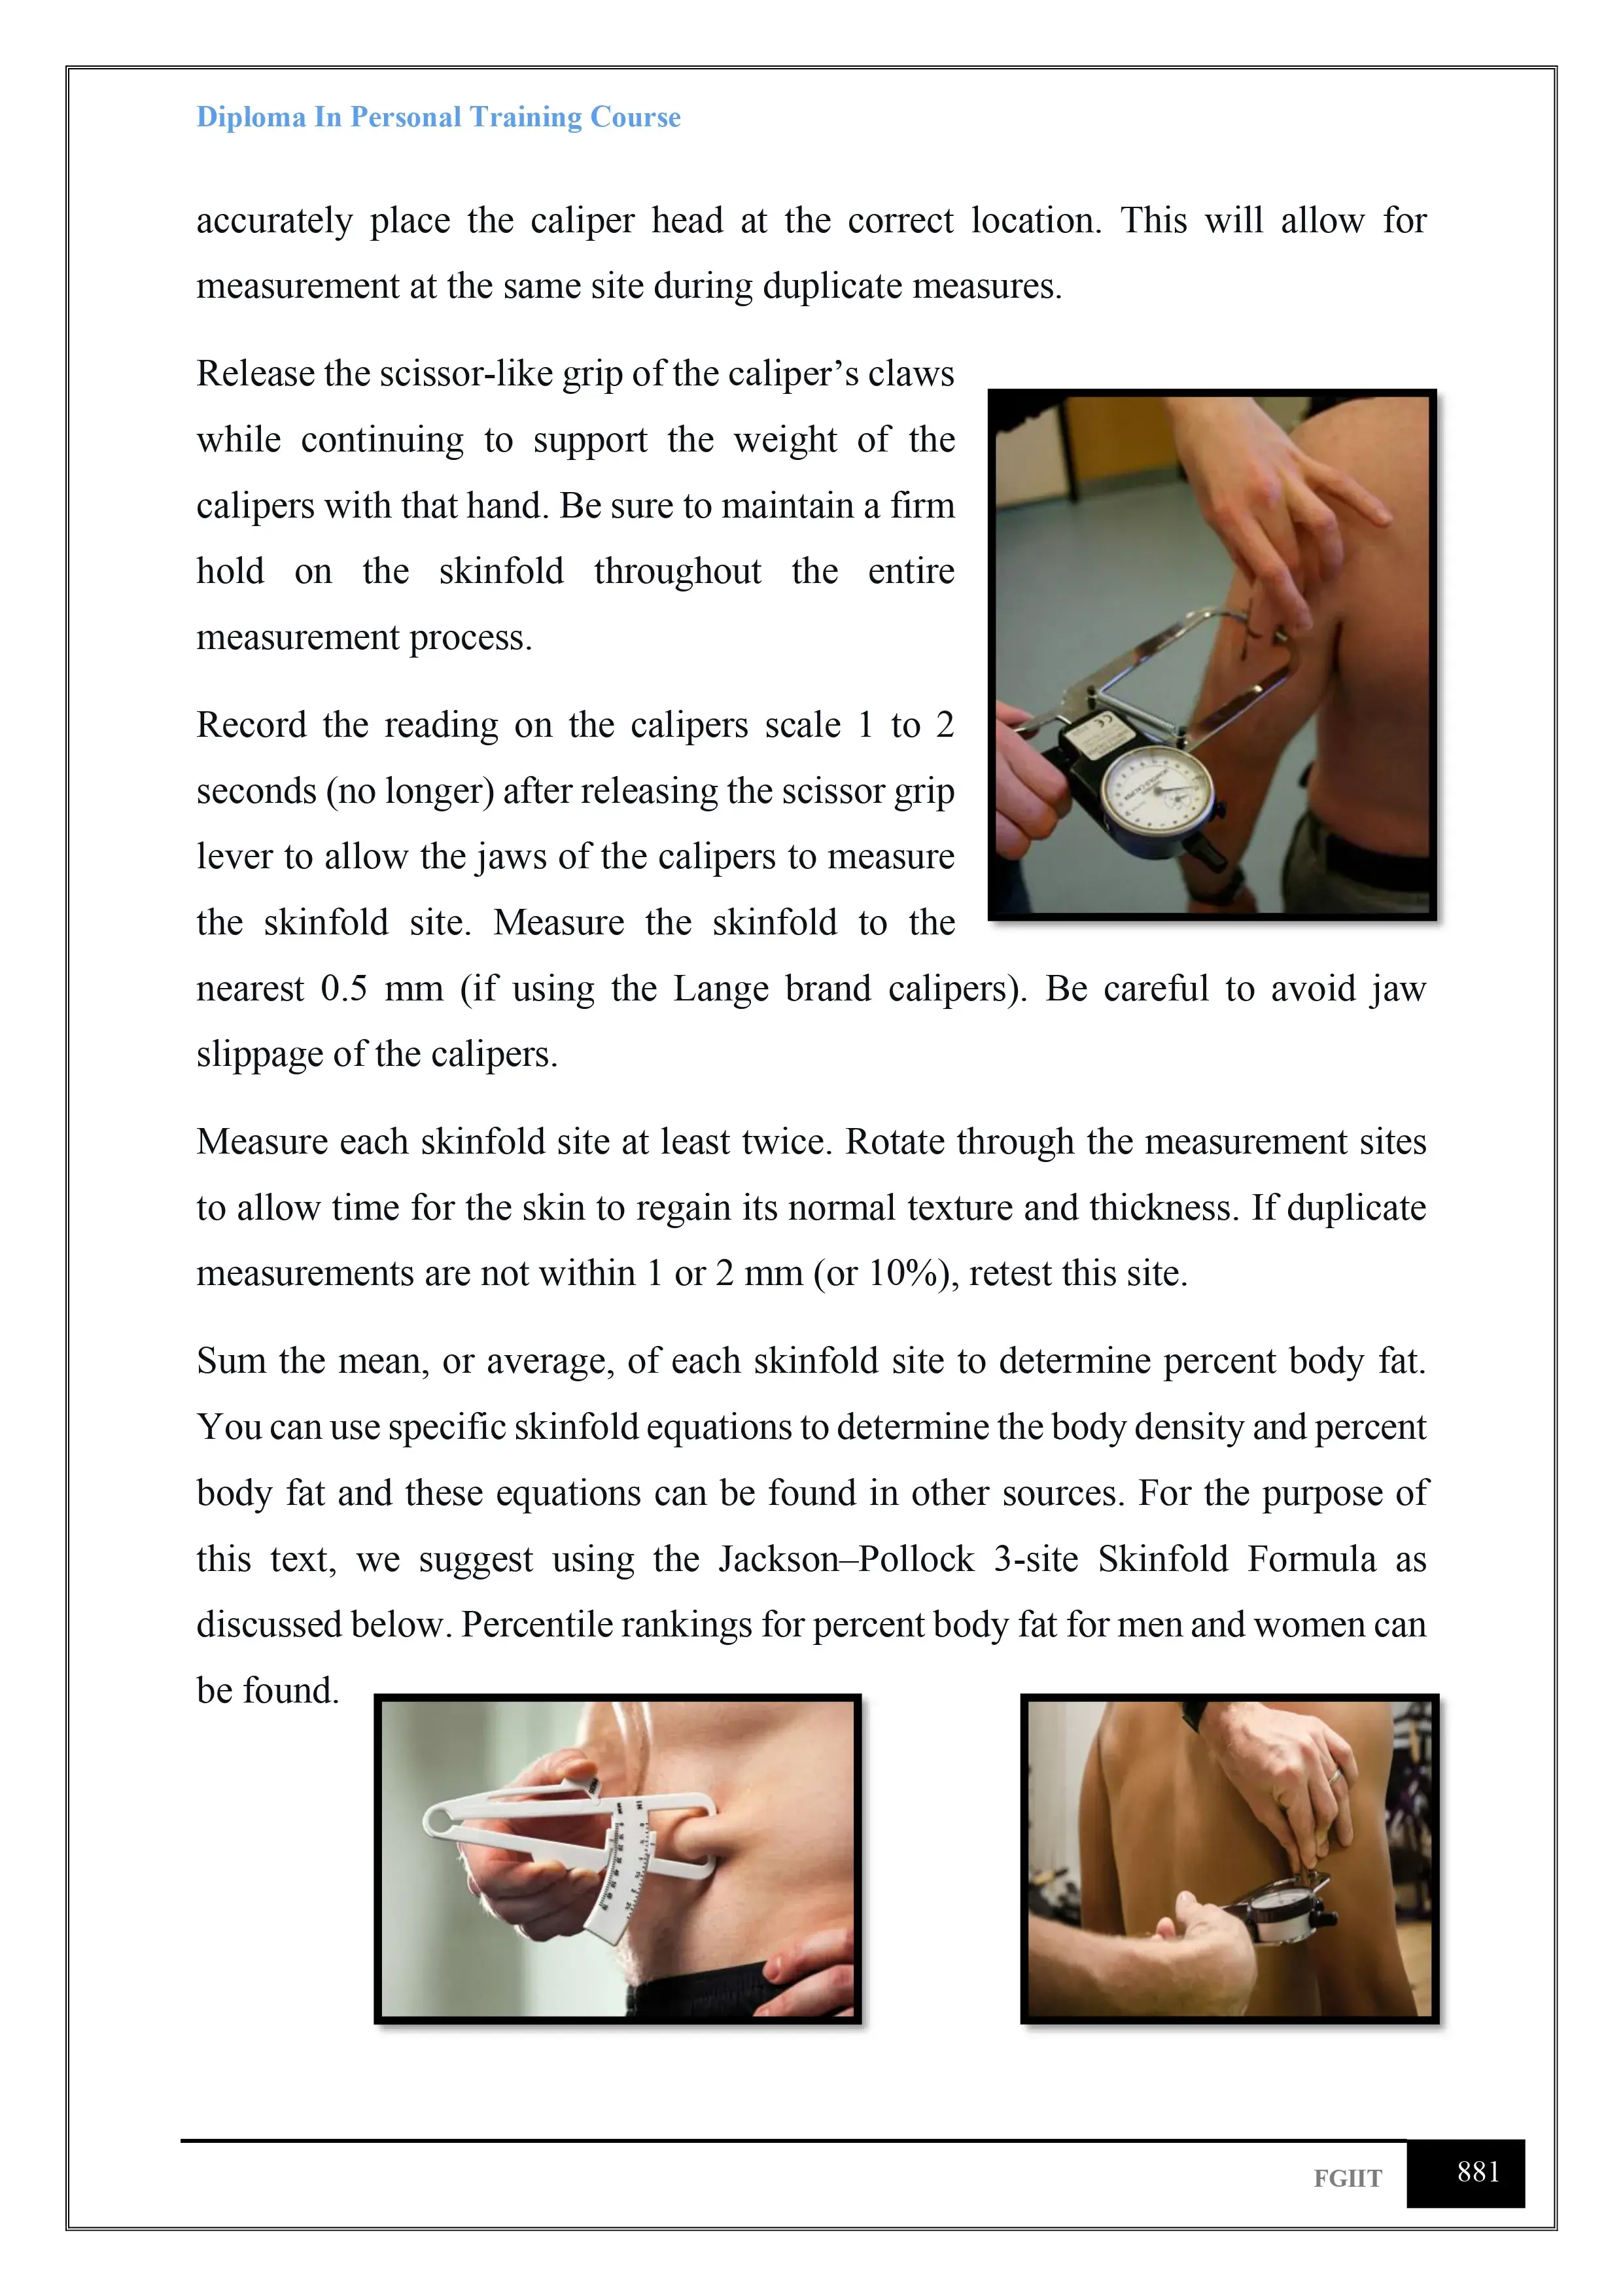 Diploma In Personal Training Course
accurately place the caliper head at the correct location. This will allow for
measurement at the same site during duplicate measures.
Release the scissor-like grip of the caliper’s claws
while continuing to support the weight of the
calipers with that hand. Be sure to maintain a firm
hold on the skinfold throughout the entire
measurement process.
Record the reading on the calipers scale 1 to 2
seconds (no longer) after releasing the scissor grip
lever to allow the jaws of the calipers to measure
the skinfold site. Measure the skinfold to the
nearest 0.5 mm (if using the Lange brand calipers). Be careful to avoid jaw
slippage of the calipers.
Measure each skinfold site at least twice. Rotate through the measurement sites
to allow time for the skin to regain its normal texture and thickness. If duplicate
measurements are not within 1 or 2 mm (or 10%), retest this site.
Sum the mean, or average, of each skinfold site to determine percent body fat.
You can use specific skinfold equations to determine the body density and percent
body fat and these equations can be found in other sources. For the purpose of
this text, we suggest using the Jackson–Pollock 3-site Skinfold Formula as
discussed below. Percentile rankings for percent body fat for men and women can
be found.
FGIIT
881